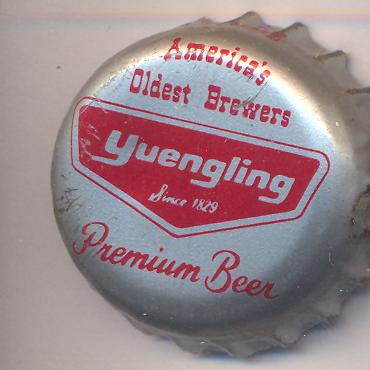 America's
Oldest Brewers
Yuengling
Since 1829
Premium Beer